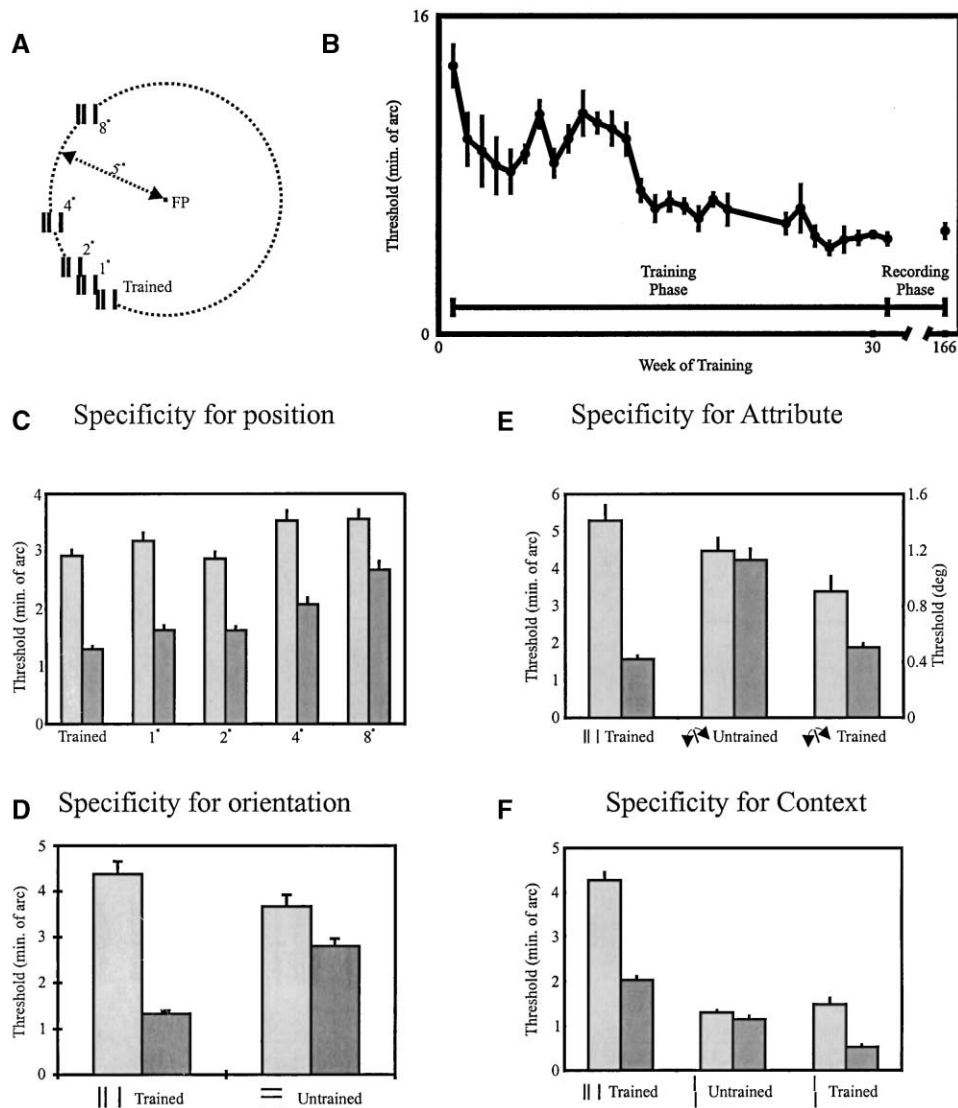 A
8°
5°
FP
4°
2°
1°
Trained
B
16
Threshold (min. of arc)
Training
Phase
Recording
Phase
0
0
30
166
Week of Training
C Specificity for position
4
3
2
1
0
Threshold (min. of arc)
Trained 1° 2° 4° 8°
E Specificity for Attribute
6
5
4
3
2
1
0
Threshold (min. of arc)
1.6
1.2
0.8
0.4
0
Threshold (deg)
Trained Untrained Trained
D Specificity for orientation
5
4
3
2
1
0
Threshold (min. of arc)
Trained Untrained
F Specificity for Context
5
4
3
2
1
0
Threshold (min. of arc)
Trained Untrained Trained